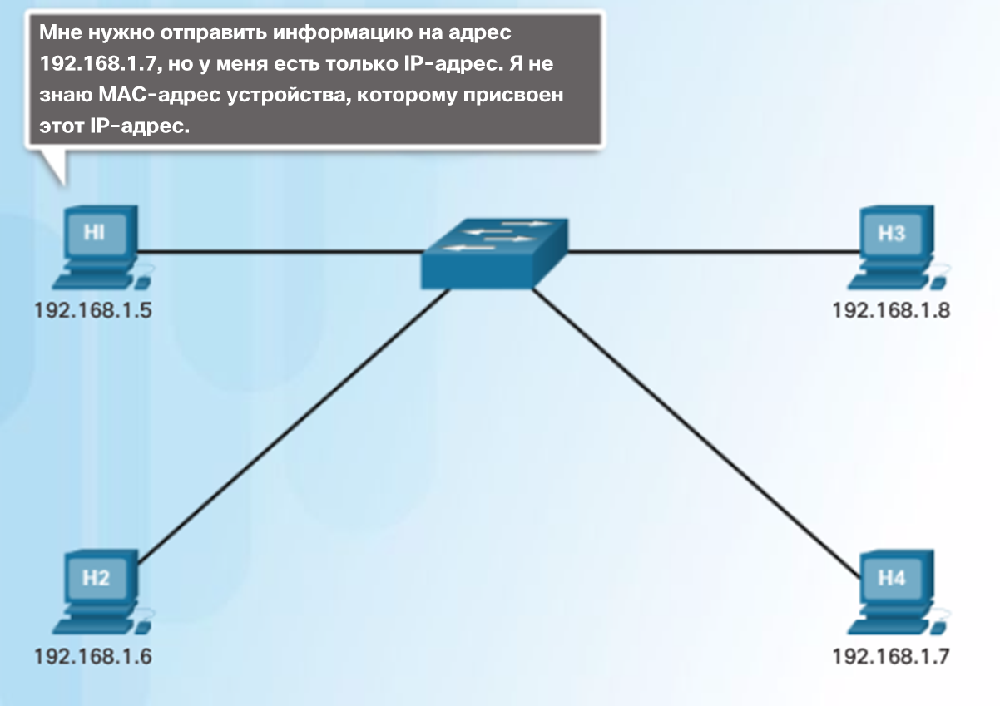 Мне нужно отправить информацию на адрес
192.168.1.7, но у меня есть только IP-адрес. Я не
знаю MAC-адрес устройства, которому присвоен
этот IP-адрес.
HI
H3
192.168.1.5
192.168.1.8
H2
H4
192.168.1.6
192.168.1.7